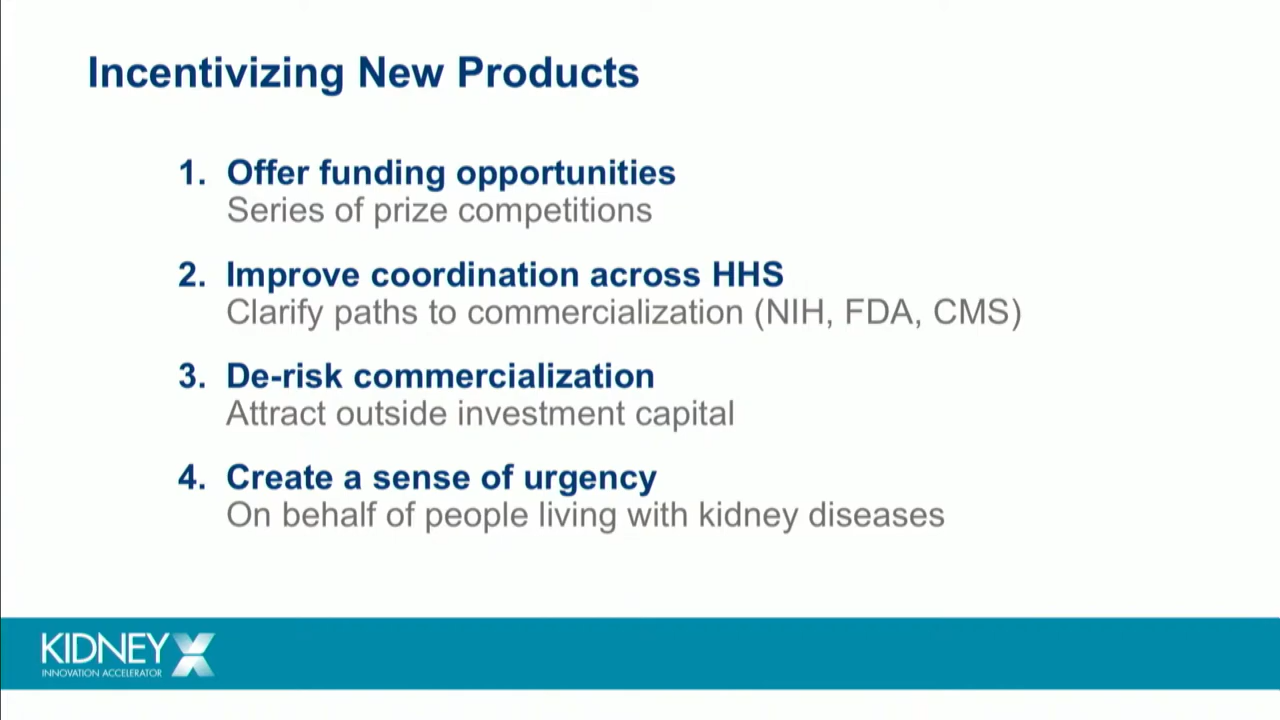 Incentivizing New Products
1. Offer funding opportunities
Series of prize competitions
2. Improve coordination across HHS
Clarify paths to commercialization (NIH, FDA, CMS)
3. De-risk commercialization
Attract outside investment capital
4. Create a sense of urgency
On behalf of people living with kidney diseases
KIDNEY X
INNOVATION ACCELERATOR